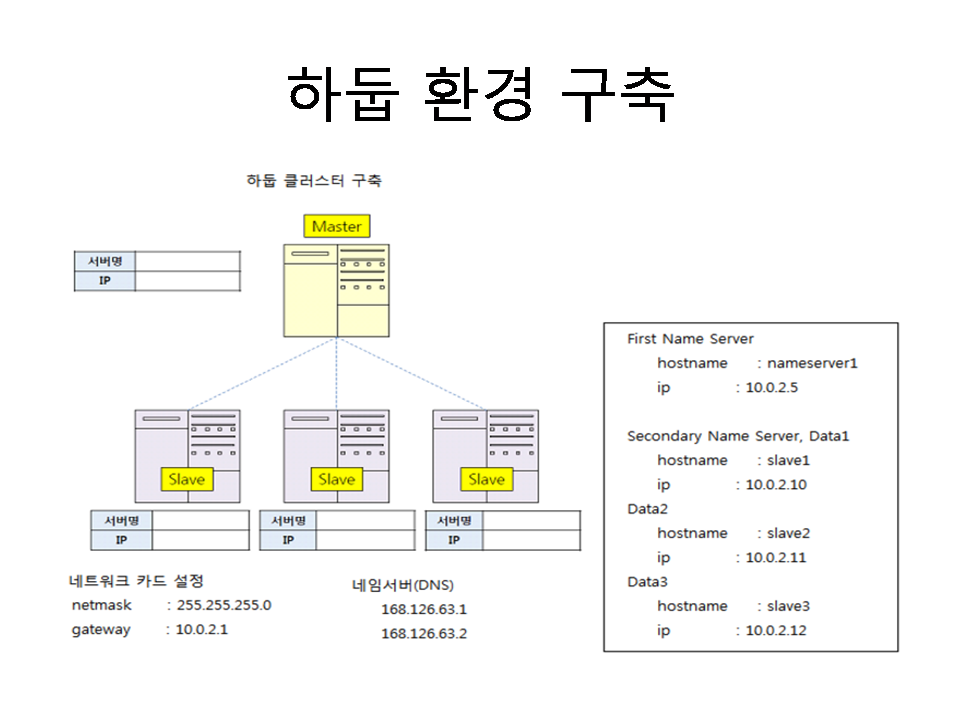 하둡 환경 구축
하둡 클러스터 구축
Master
서버명
IP
Slave
Slave
Slave
서버명
IP
서버명
IP
서버명
IP
네트워크 카드 설정
netmask : 255.255.255.0
gateway : 10.0.2.1
네임서버(DNS)
168.126.63.1
168.126.63.2
First Name Server
hostname : nameserver1
ip : 10.0.2.5
Secondary Name Server, Data1
hostname : slave1
ip : 10.0.2.10
Data2
hostname : slave2
ip : 10.0.2.11
Data3
hostname : slave3
ip : 10.0.2.12